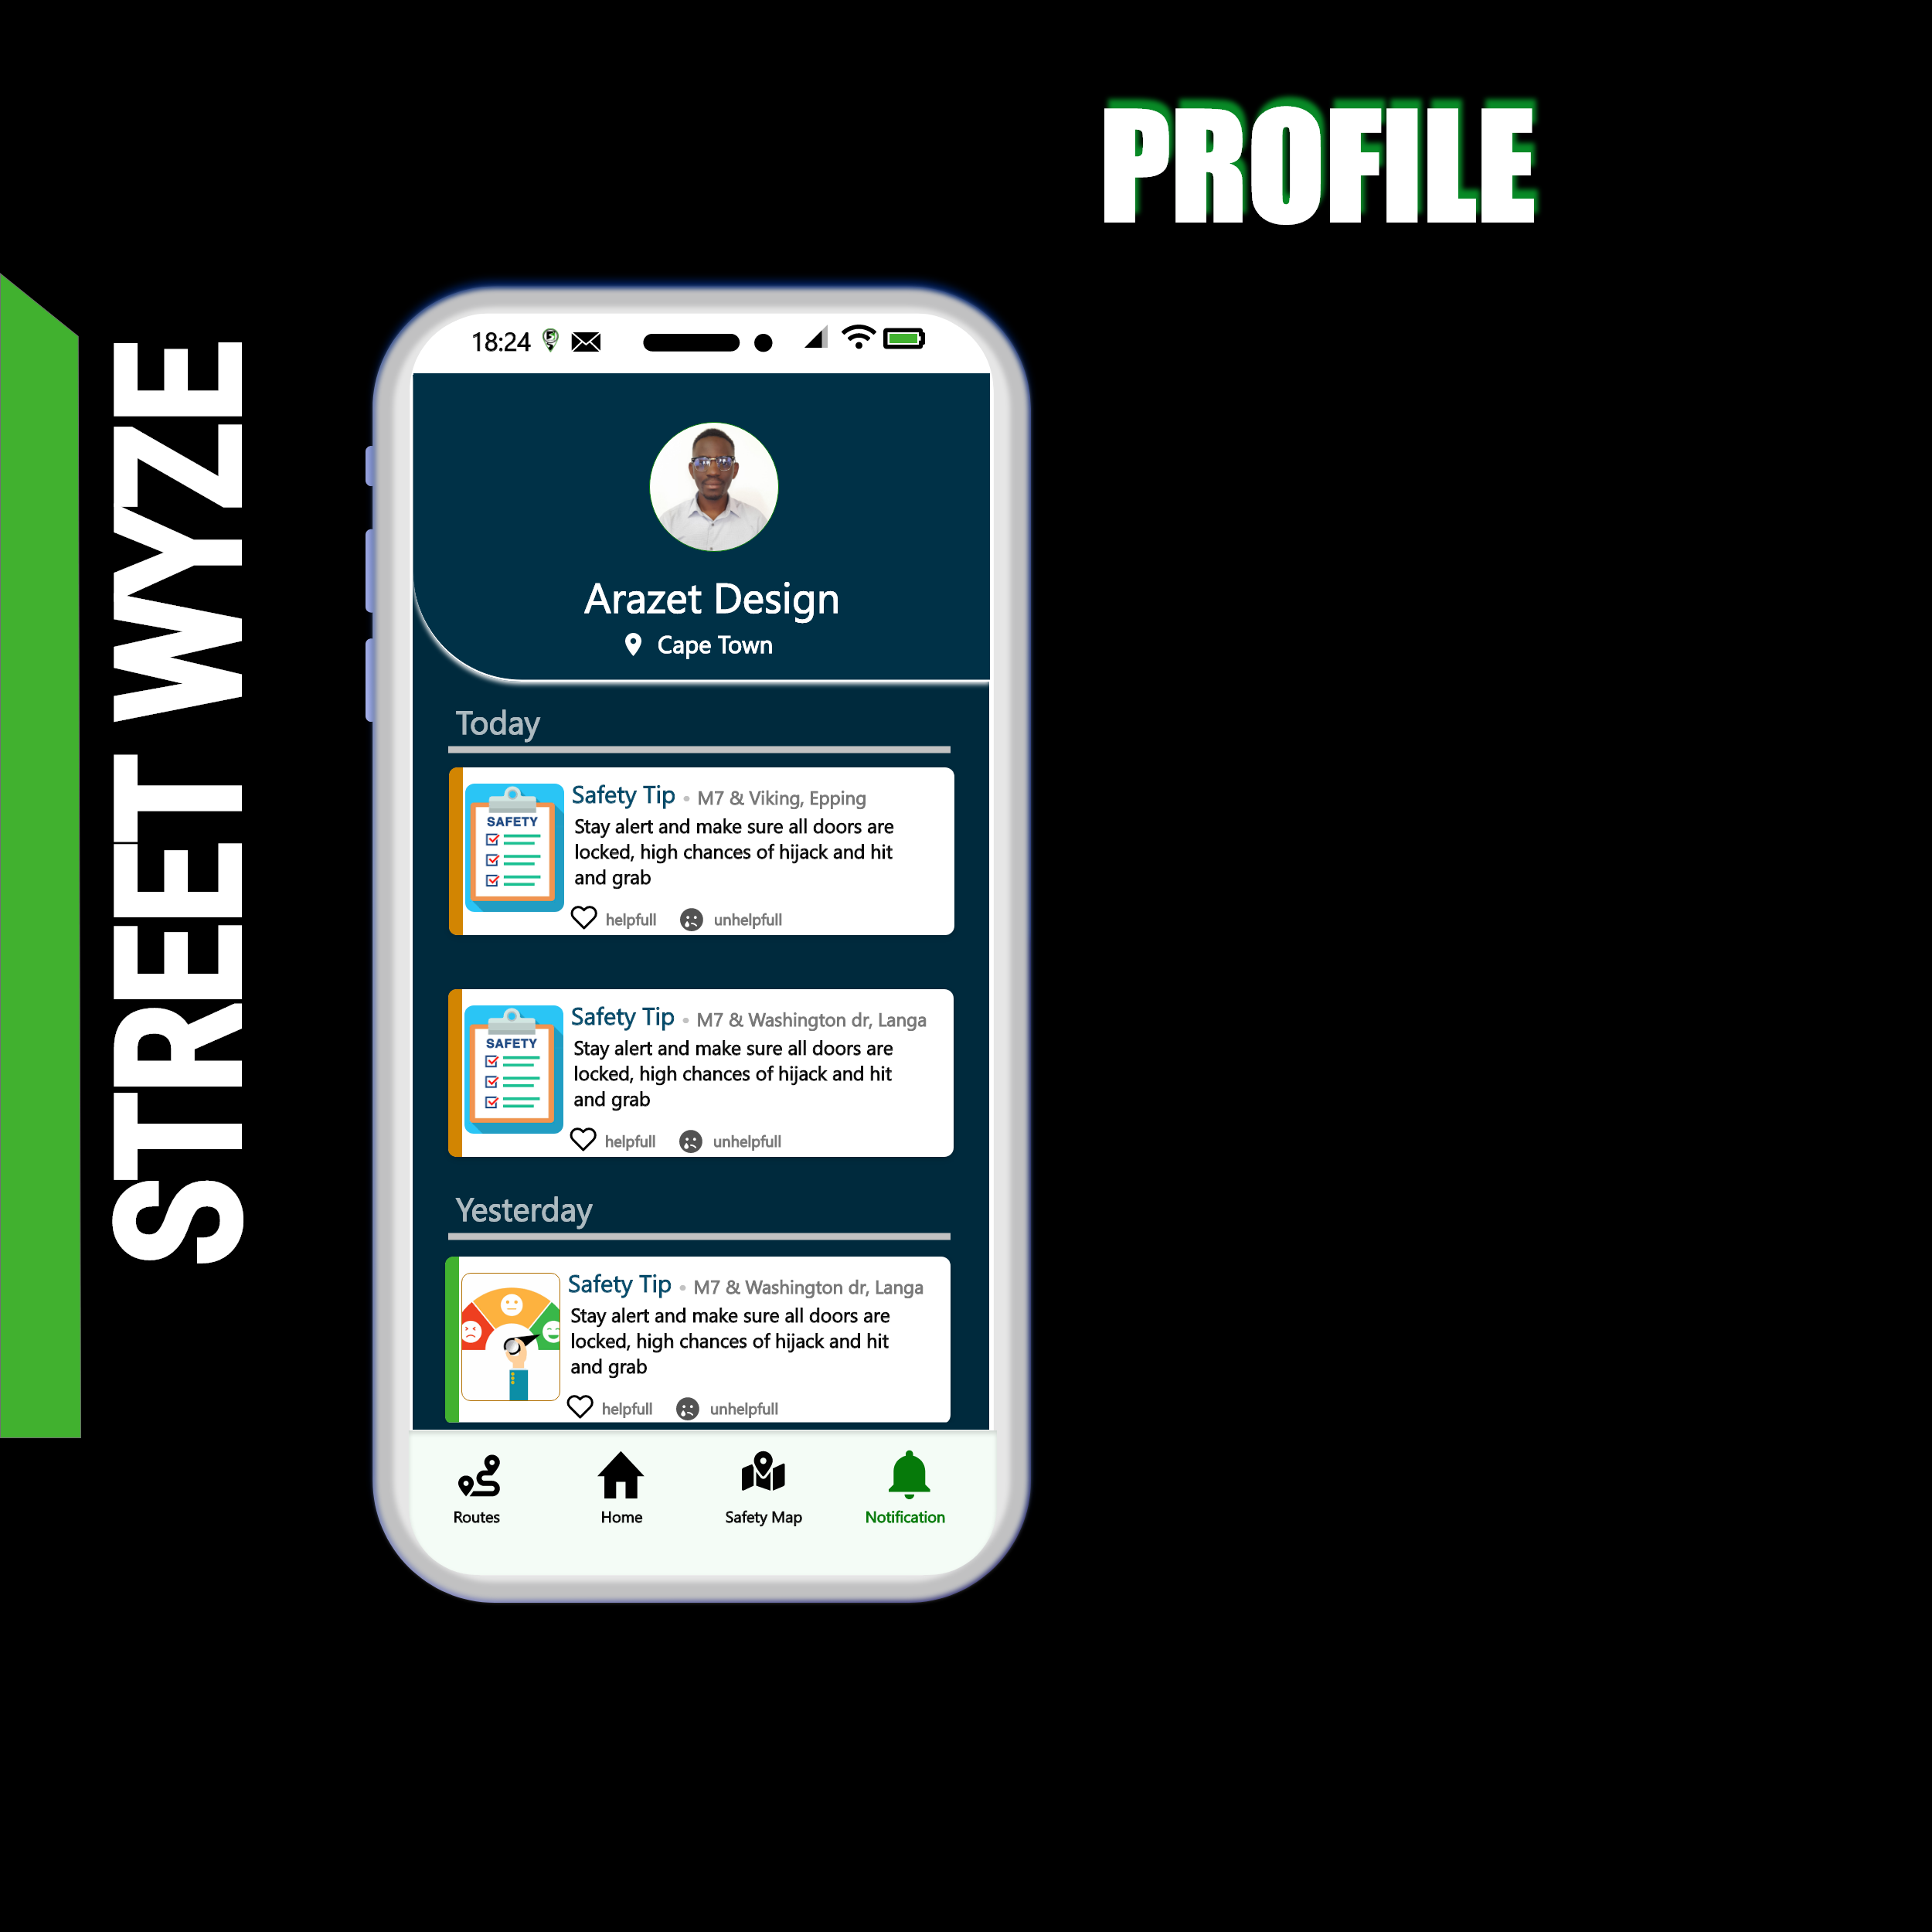 PROFILE
STREET WYZE
18:24
Arazet Design
Cape Town
Today
Safety Tip • M7 & Viking, Epping
SAFETY
Stay alert and make sure all doors are
locked, high chances of hijack and hit
and grab
helpfull unhelpfull
Safety Tip • M7 & Washington dr, Langa
SAFETY
Stay alert and make sure all doors are
locked, high chances of hijack and hit
and grab
helpfull unhelpfull
Yesterday
Safety Tip • M7 & Washington dr, Langa
Stay alert and make sure all doors are
locked, high chances of hijack and hit
and grab
helpfull unhelpfull
Routes Home Safety Map Notification